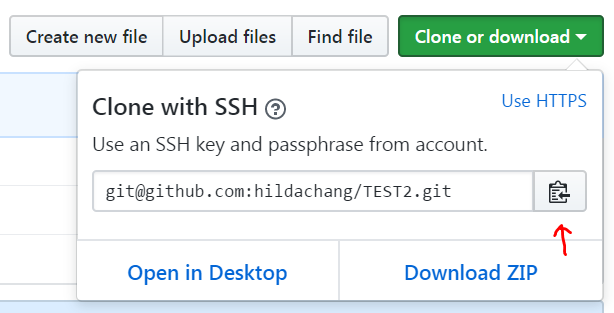 Create new file Upload files Find file Clone or download
Clone with SSH ?
Use HTTPS
Use an SSH key and passphrase from account.
git@github.com:hildachang/TEST2.git
Open in Desktop Download ZIP